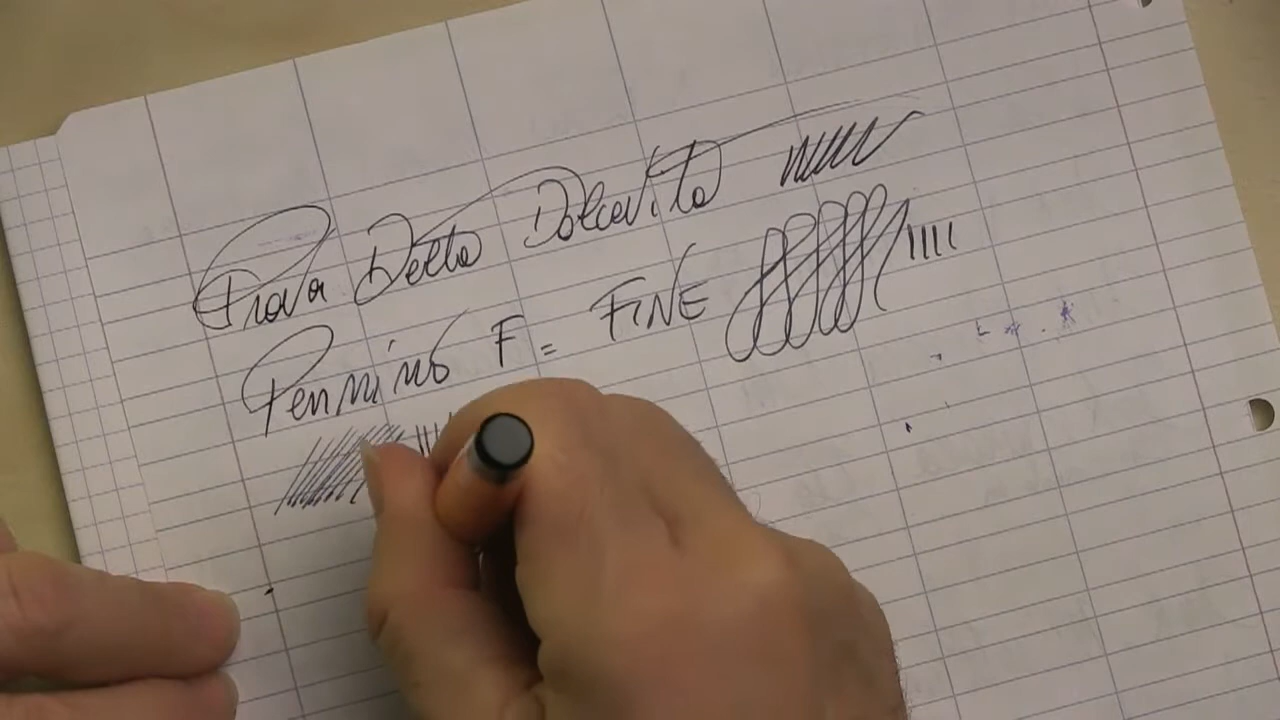 Prova Delta Dolcevita
Pennino F = FINE